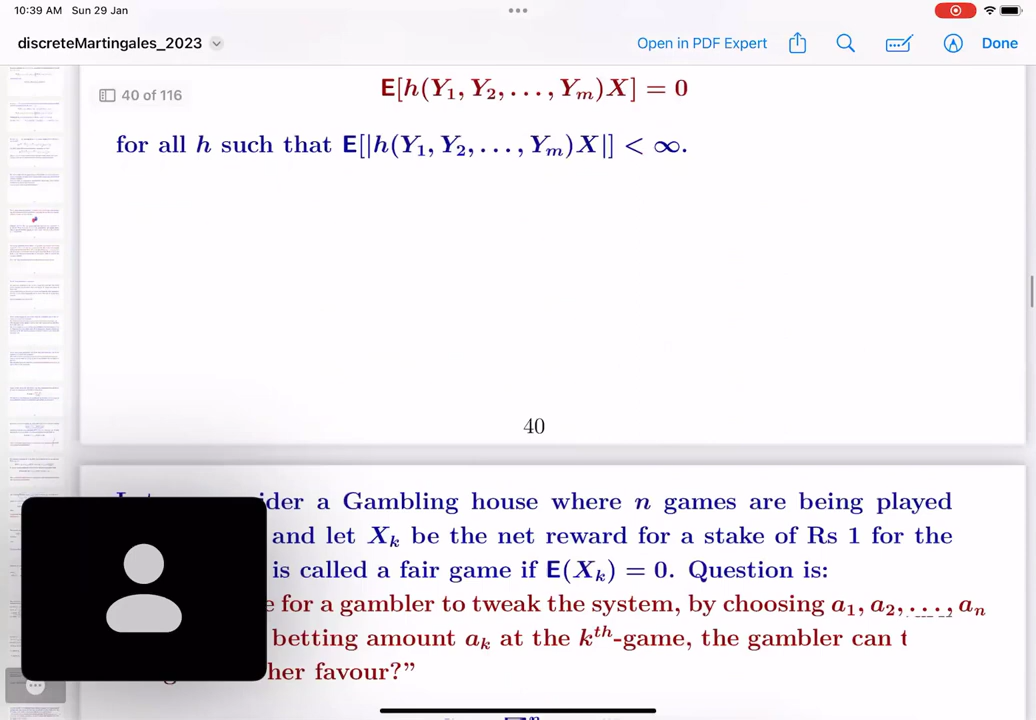 10:39 AM Sun 29 Jan
discreteMartingales_2023
Open in PDF Expert
Done
40 of 116
E[h(Y₁, Y₂, . . . , Yₘ)X] = 0
for all h such that E[|h(Y₁, Y₂, . . . , Yₘ)X|] < ∞.
40
ider a Gambling house where n games are being played
and let Xₖ be the net reward for a stake of Rs 1 for the
is called a fair game if E(Xₖ) = 0. Question is:
e for a gambler to tweak the system, by choosing a₁, a₂, . . . , aₙ
betting amount aₖ at the kᵗʰ-game, the gambler can t
her favour?”